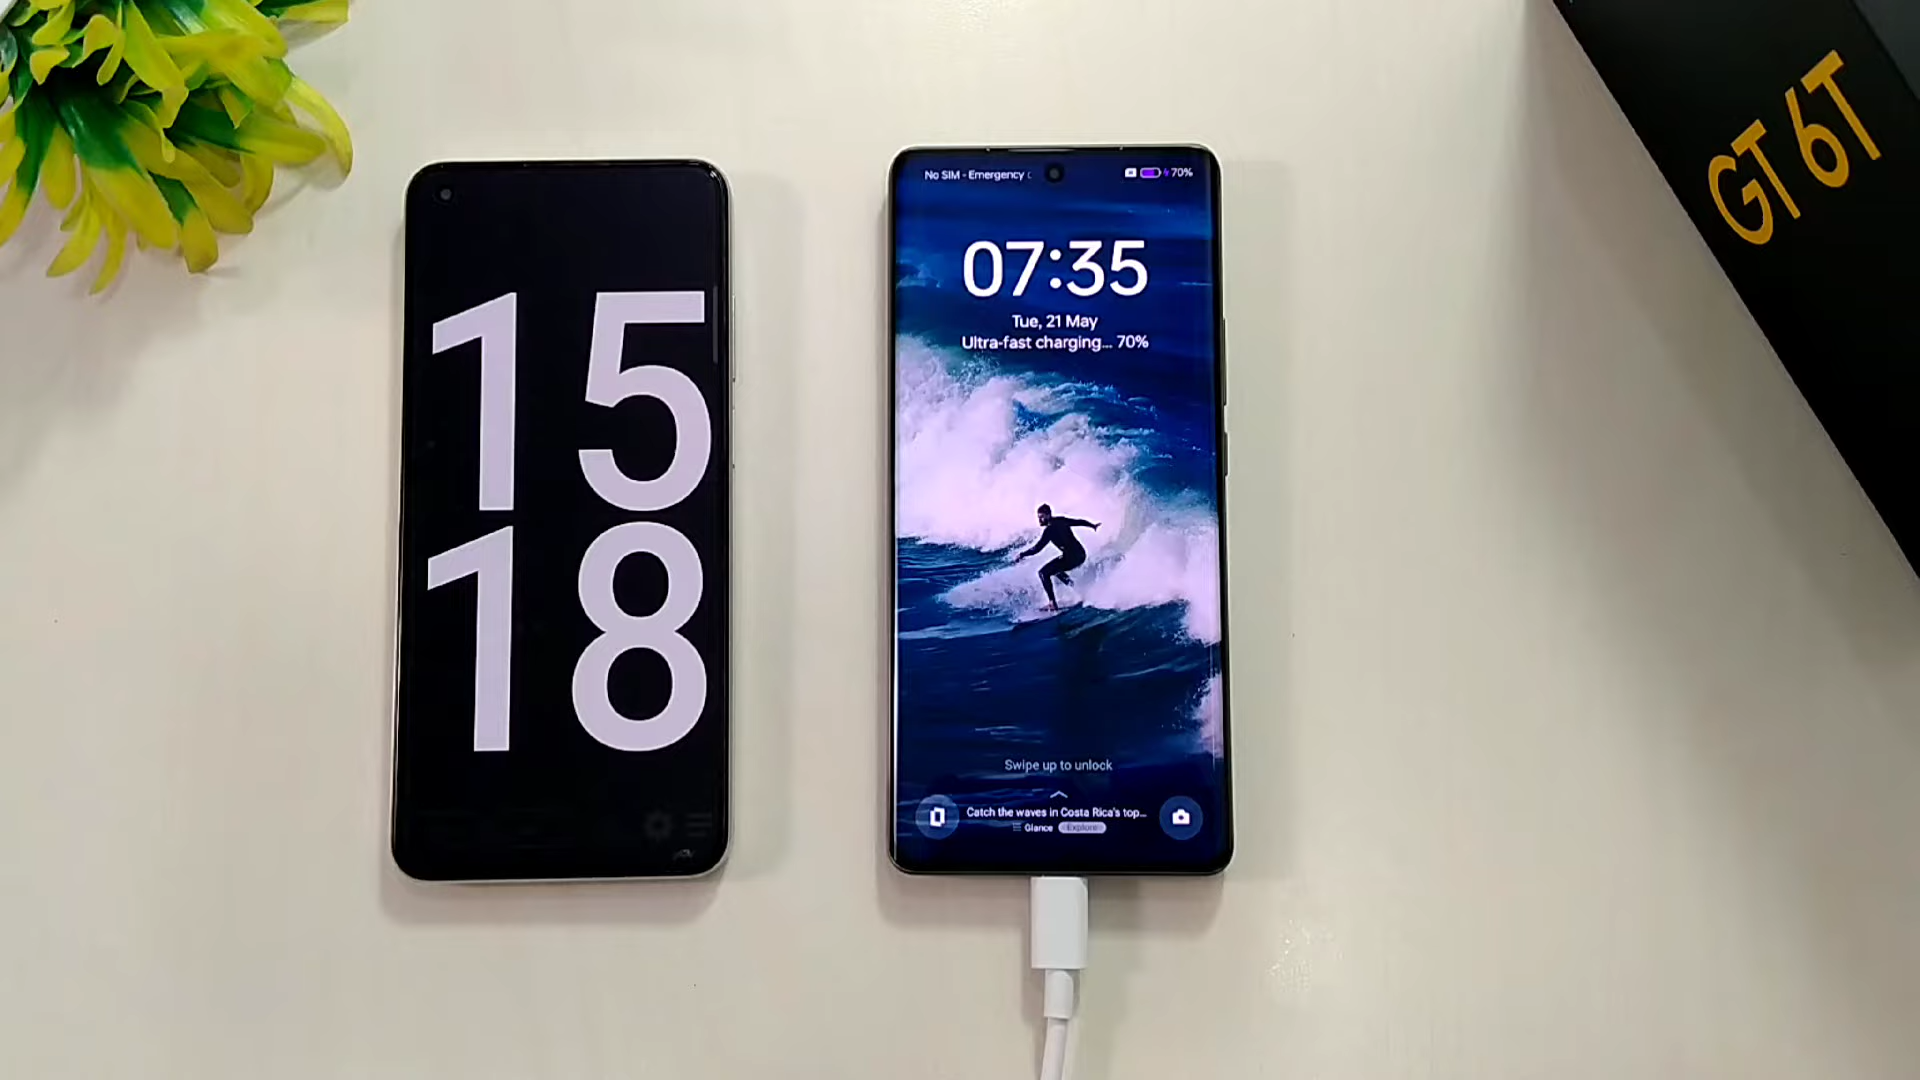 15
18
No SIM - Emergency
70%
07:35
Tue, 21 May
Ultra-fast charging... 70%
Swipe up to unlock
Catch the waves in Costa Rica's top...
Glance Explore
GT 6T